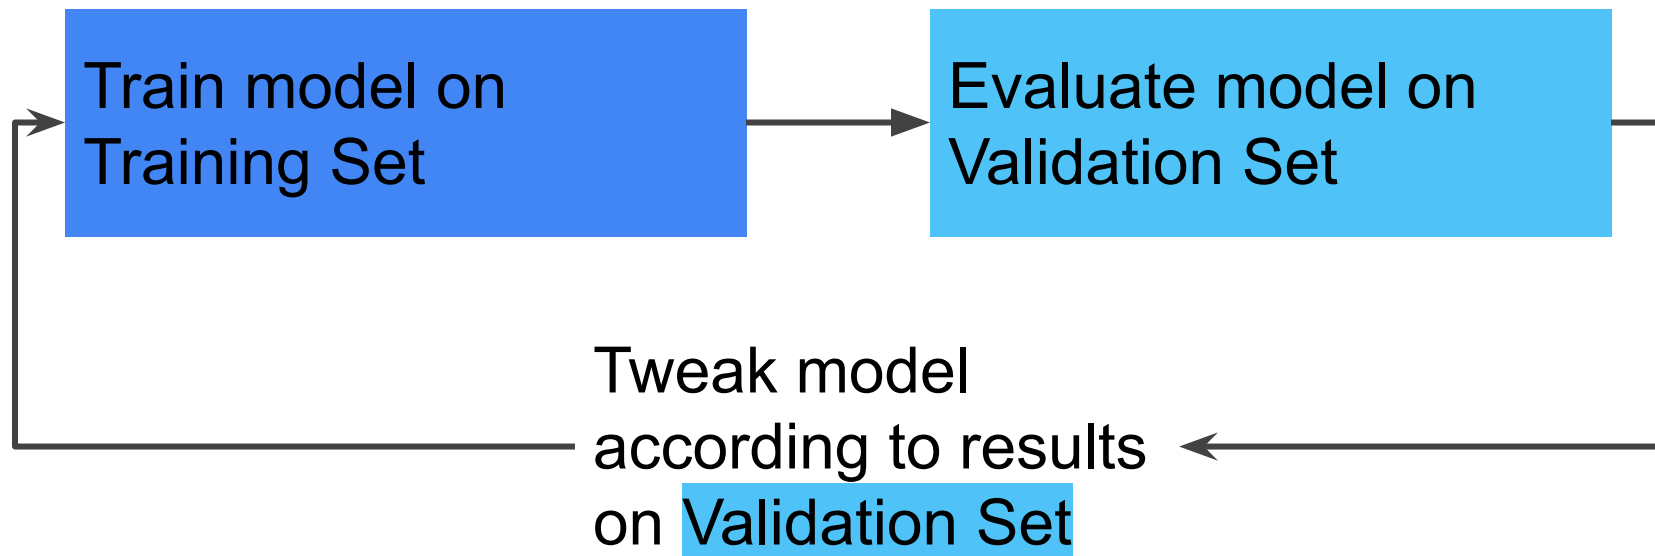 Train model on
Training Set
Evaluate model on
Validation Set
Tweak model
according to results
on Validation Set